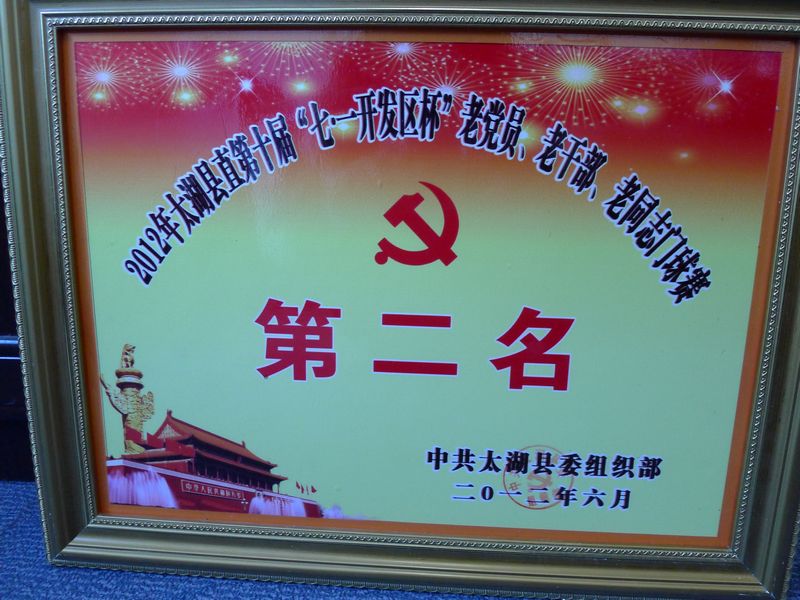 2012年太湖县直第十届“七·一开发区杯”老党员、老干部、老同志门球赛
第二名
中共太湖县委组织部
二〇一二年六月